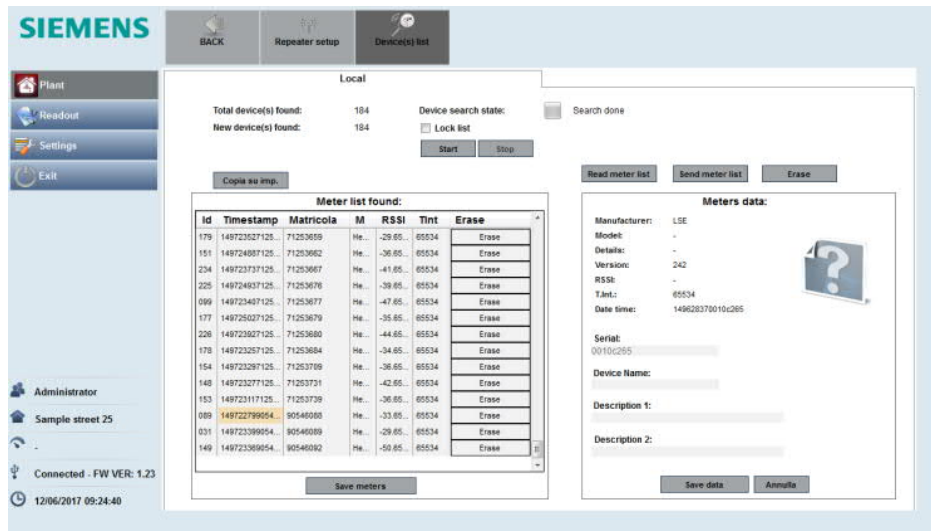 SIEMENS
BACK
Repeater setup
Device(s) list
Plant
Readout
Settings
Exit
Local
Total device(s) found: 184
New device(s) found: 184
Device search state:
Search done
Lock list
Start Stop
Copia su imp.
Read meter list Send meter list Erase
Meter list found:
Id Timestamp Matricola M RSSI Tint Erase
179 149723527125... 71253659 He... -29.65... 65534 Erase
151 149724887125... 71253662 He... -36.65... 65534 Erase
234 149723737125... 71253667 He... -41.65... 65534 Erase
225 149724937125... 71253676 He... -39.65... 65534 Erase
099 149723407125... 71253677 He... -47.65... 65534 Erase
177 149725027125... 71253679 He... -35.65... 65534 Erase
226 149723927125... 71253680 He... -44.65... 65534 Erase
178 149723257125... 71253684 He... -34.65... 65534 Erase
154 149723297125... 71253709 He... -36.65... 65534 Erase
148 149723277125... 71253731 He... -42.65... 65534 Erase
153 149723117125... 71253739 He... -36.65... 65534 Erase
089 149722799054... 90546088 He... -33.65... 65534 Erase
031 149723399054... 90546089 He... -29.65... 65534 Erase
149 149723369054... 90546092 He... -50.65... 65534 Erase
Save meters
Meters data:
Manufacturer: LSE
Model: -
Details: -
Version: 242
RSSI: -
T.Int.: 65534
Date time: 149628370010c265
Serial:
0010c265
Device Name:
Description 1:
Description 2:
Save data Annulla
Administrator
Sample street 25
-
Connected - FW VER: 1.23
12/06/2017 09:24:40